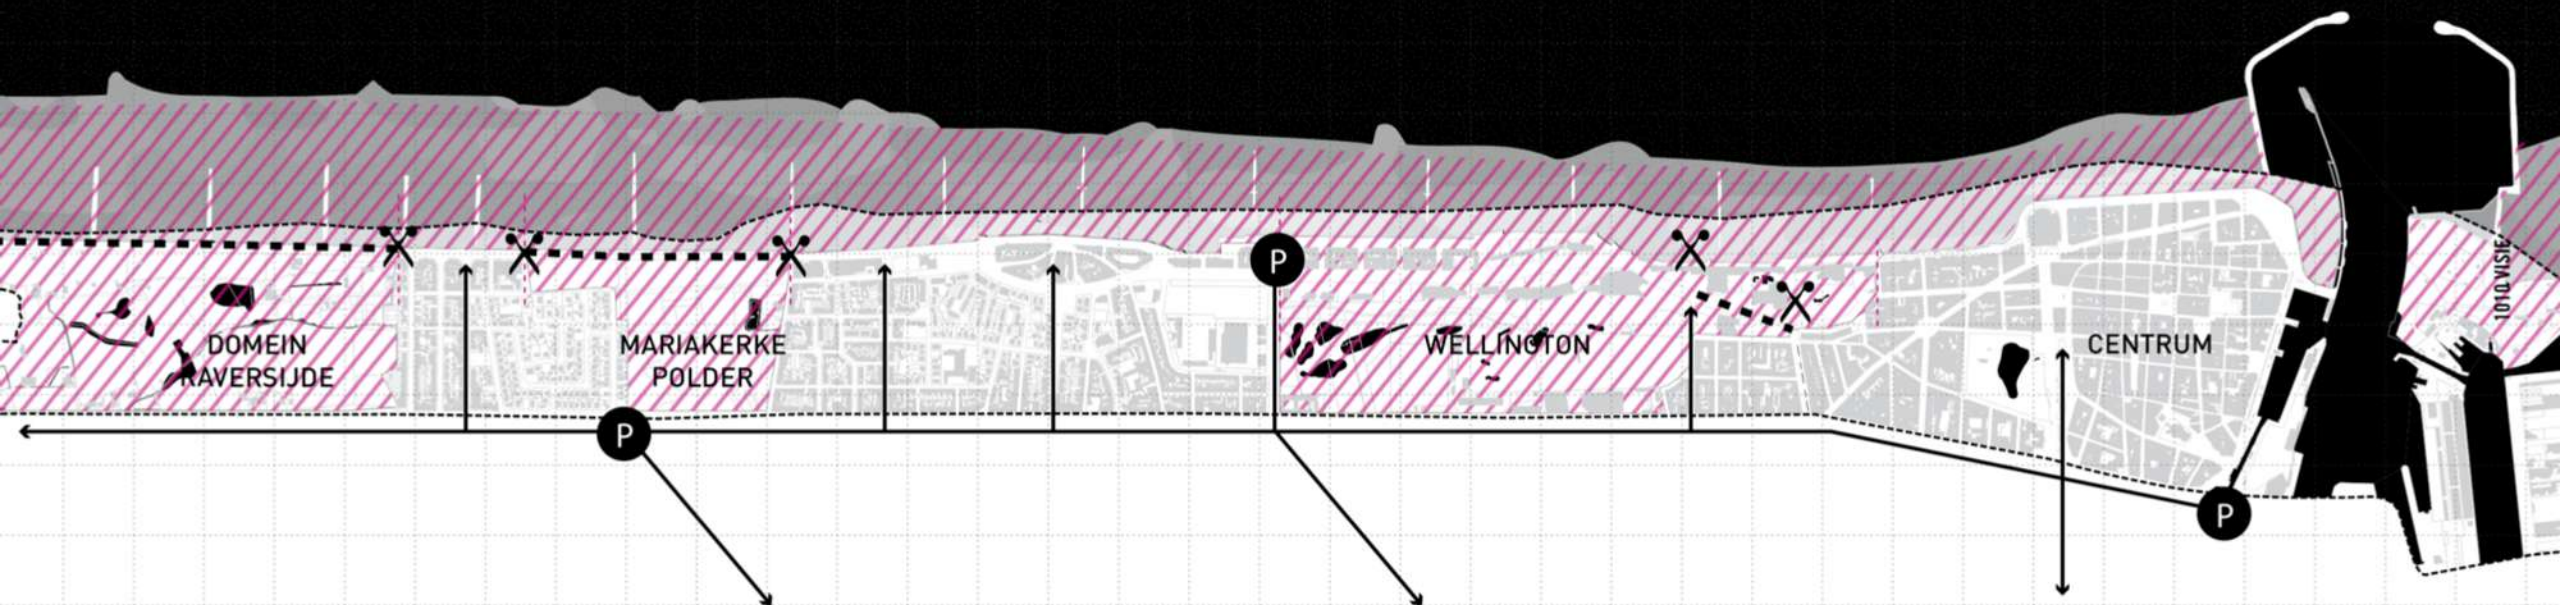 P
1010 VISIE
DOMEIN
RAVERSIJDE
MARIAKERKE
POLDER
WELLINGTON
CENTRUM
P
P